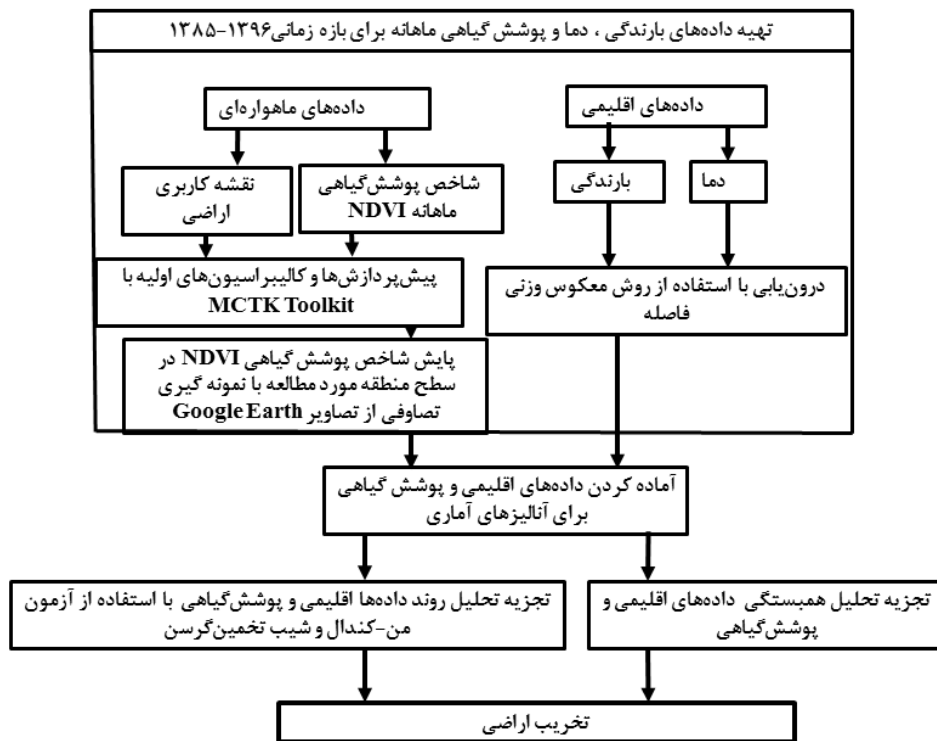 تهیه داده‌های بارندگی ، دما و پوشش گیاهی ماهانه برای بازه زمانی۱۳۹۶-۱۳۸۵
داده‌های اقلیمی
داده‌های ماهواره‌ای
دما
بارندگی
شاخص پوشش‌گیاهی
ماهانه NDVI
نقشه کاربری
اراضی
درون‌یابی با استفاده از روش معکوس وزنی
فاصله
پیش‌پردازش‌ها و کالیبراسیون‌های اولیه با
MCTK Toolkit
پایش شاخص پوشش گیاهی NDVI در
سطح منطقه مورد مطالعه با نمونه گیری
تصاوفی از تصاویر Google Earth
آماده کردن داده‌های اقلیمی و پوشش گیاهی
برای آنالیزهای آماری
تجزیه تحلیل همبستگی داده‌های اقلیمی و
پوشش‌گیاهی
تجزیه تحلیل روند داده‌ها اقلیمی و پوشش‌گیاهی با استفاده از آزمون
من-کندال و شیب تخمین‌گرسن
تخریب اراضی